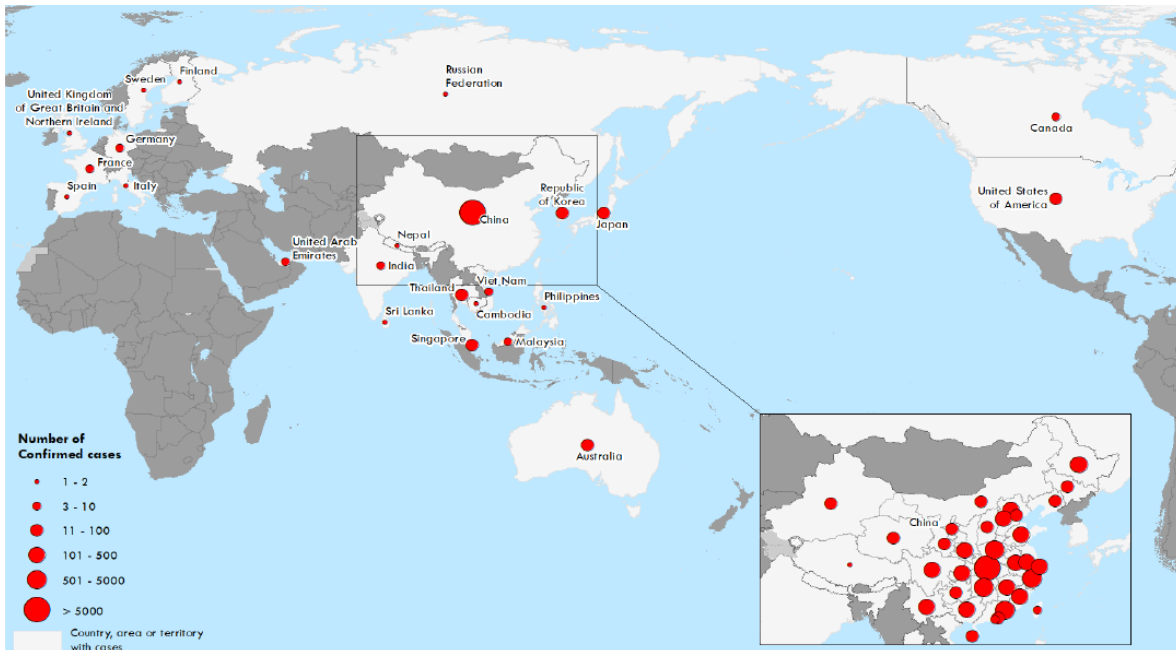 Finland
Sweden
Russian
Federation
United Kingdom
of Great Britain and
Northern Ireland
Germany
France
Spain
Italy
Canada
United States
of America
Republic
of Korea
China
Japan
Nepal
United Arab
Emirates
India
Viet Nam
Thailand
Philippines
Cambodia
Sri Lanka
Singapore
Malaysia
Australia
Number of
Confirmed cases
1 - 2
3 - 10
11 - 100
101 - 500
501 - 5000
> 5000
Country, area or territory
with cases
China